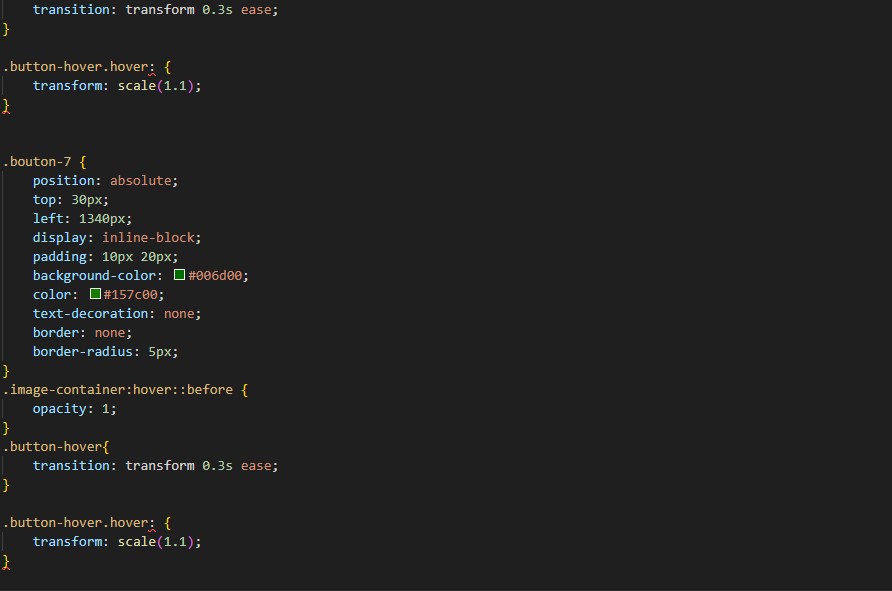 transition: transform 0.3s ease;
}
.button-hover.hover: {
    transform: scale(1.1);
}
.bouton-7 {
    position: absolute;
    top: 30px;
    left: 1340px;
    display: inline-block;
    padding: 10px 20px;
    background-color: #006d00;
    color: #157c00;
    text-decoration: none;
    border: none;
    border-radius: 5px;
}
.image-container:hover::before {
    opacity: 1;
}
.button-hover{
    transition: transform 0.3s ease;
}
.button-hover.hover: {
    transform: scale(1.1);
}